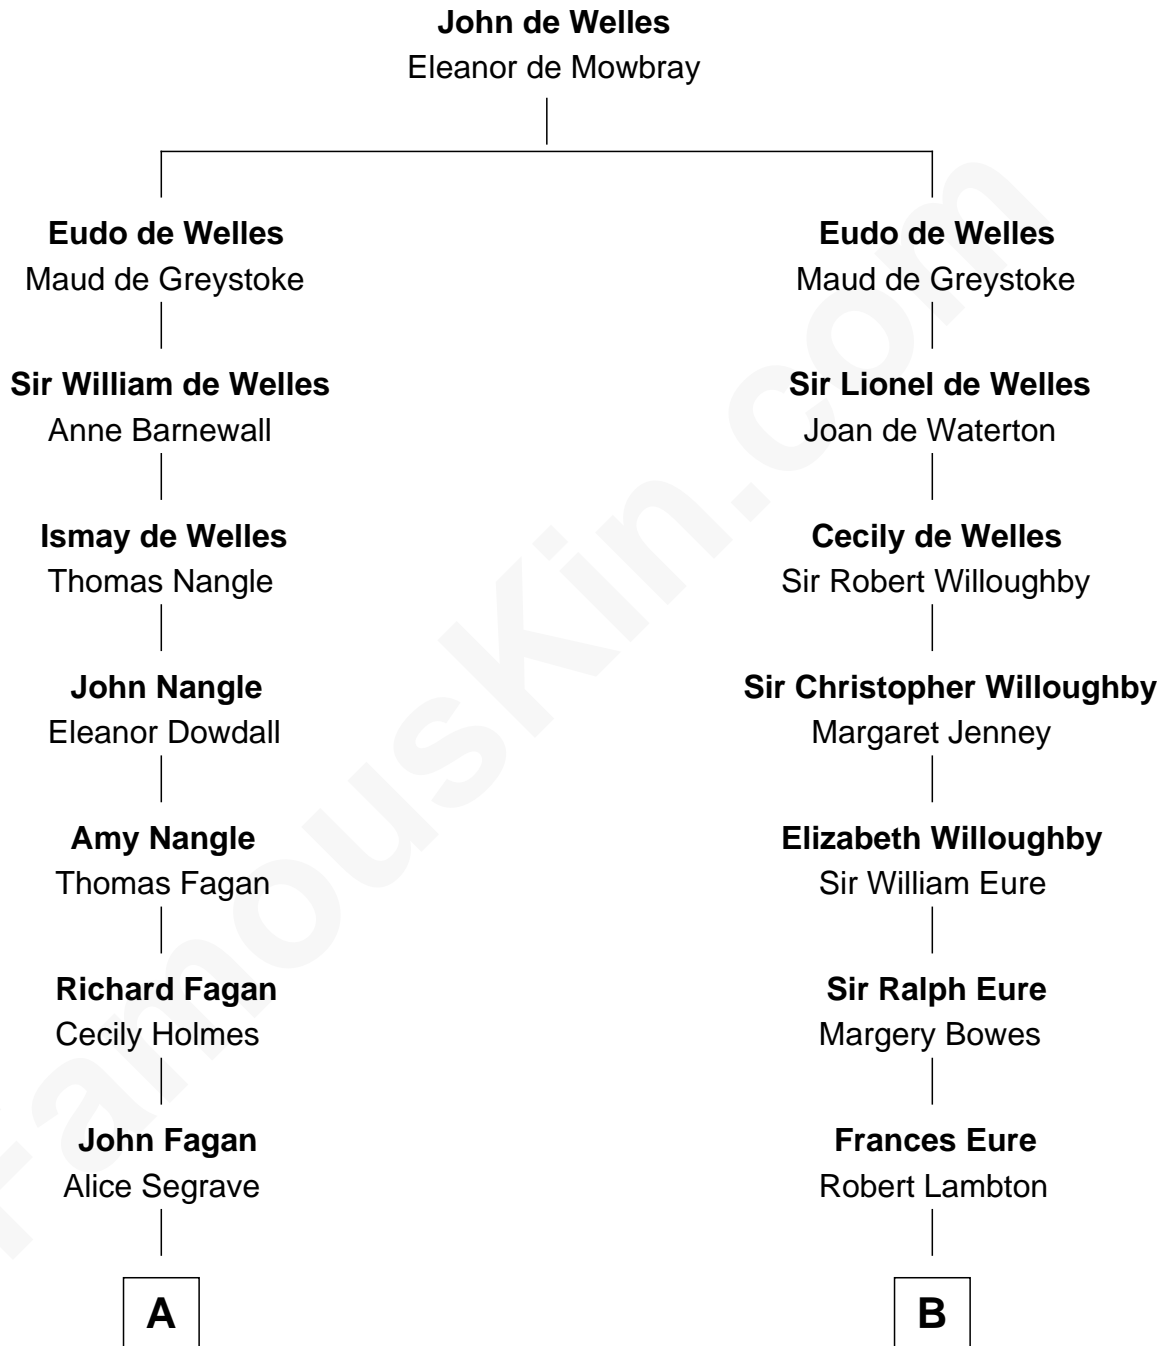 John de Welles
Eleanor de Mowbray
Eudo de Welles
Maud de Greystoke
Eudo de Welles
Maud de Greystoke
Sir William de Welles
Anne Barnewall
Sir Lionel de Welles
Joan de Waterton
Ismay de Welles
Thomas Nangle
Cecily de Welles
Sir Robert Willoughby
John Nangle
Eleanor Dowdall
Sir Christopher Willoughby
Margaret Jenney
Amy Nangle
Thomas Fagan
Elizabeth Willoughby
Sir William Eure
Richard Fagan
Cecily Holmes
Sir Ralph Eure
Margery Bowes
John Fagan
Alice Segrave
Frances Eure
Robert Lambton
A
B
FamousKin.com